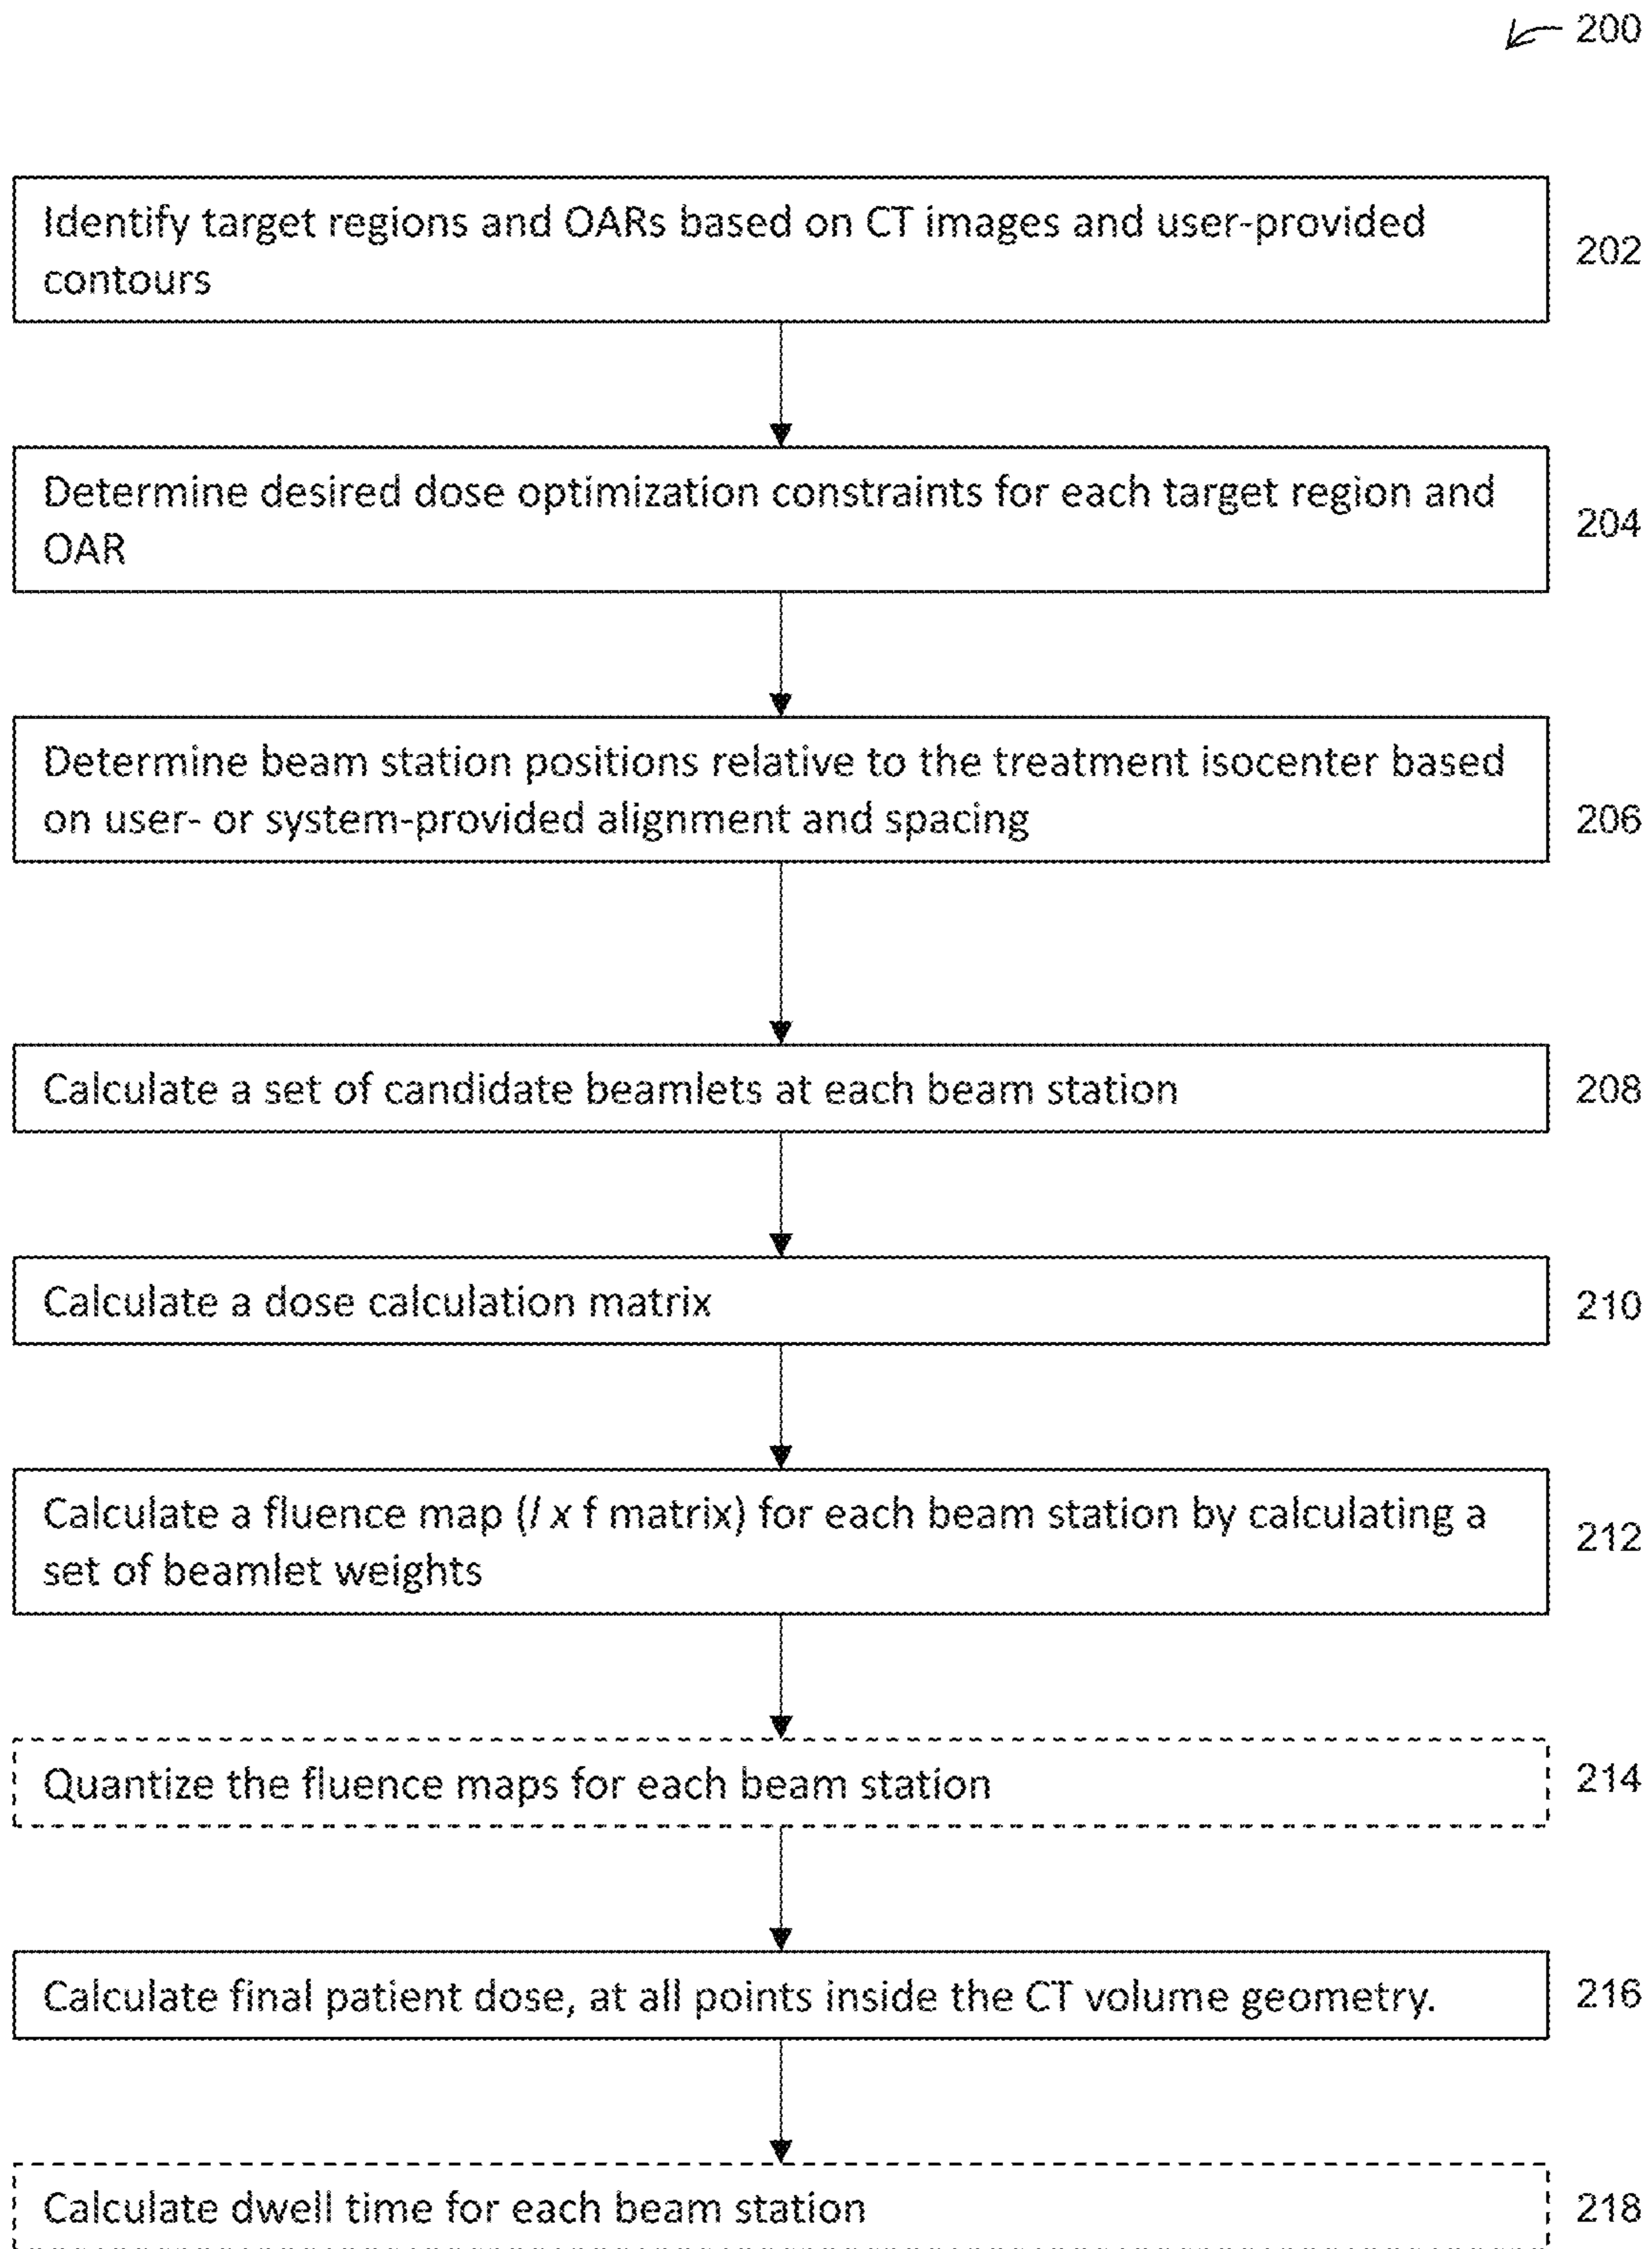 200
Identify target regions and OARs based on CT images and user-provided
contours
202
Determine desired dose optimization constraints for each target region and
OAR
204
Determine beam station positions relative to the treatment isocenter based
on user- or system-provided alignment and spacing
206
Calculate a set of candidate beamlets at each beam station
208
Calculate a dose calculation matrix
210
Calculate a fluence map (l x f matrix) for each beam station by calculating a
set of beamlet weights
212
Quantize the fluence maps for each beam station
214
Calculate final patient dose, at all points inside the CT volume geometry.
216
Calculate dwell time for each beam station
218